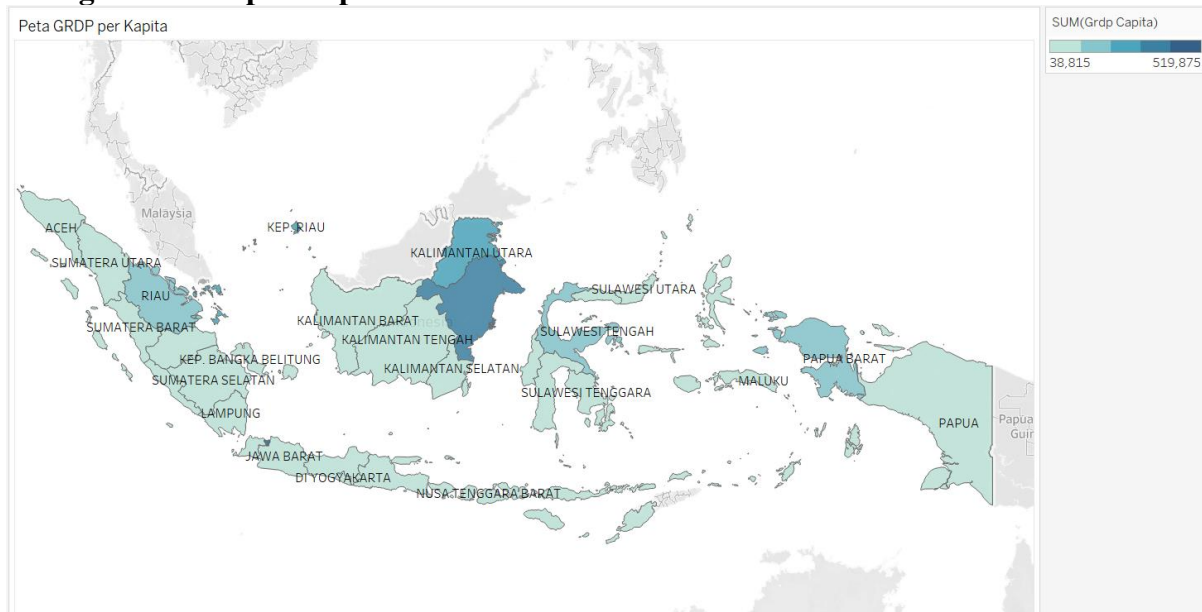 Peta GRDP per Kapita
SUM(Grdp Capita)
38,815 519,875
Malaysia
ACEH
KEP. RIAU
SUMATERA UTARA
KALIMANTAN UTARA
RIAU
SULAWESI UTARA
SUMATERA BARAT
KALIMANTAN BARAT
SULAWESI TENGAH
KALIMANTAN TENGAH
KEP. BANGKA BELITUNG
PAPUA BARAT
KALIMANTAN SELATAN
SUMATERA SELATAN
MALUKU
SULAWESI TENGGARA
LAMPUNG
PAPUA
Papua
Guin
JAWA BARAT
DI YOGYAKARTA
NUSA TENGGARA BARAT